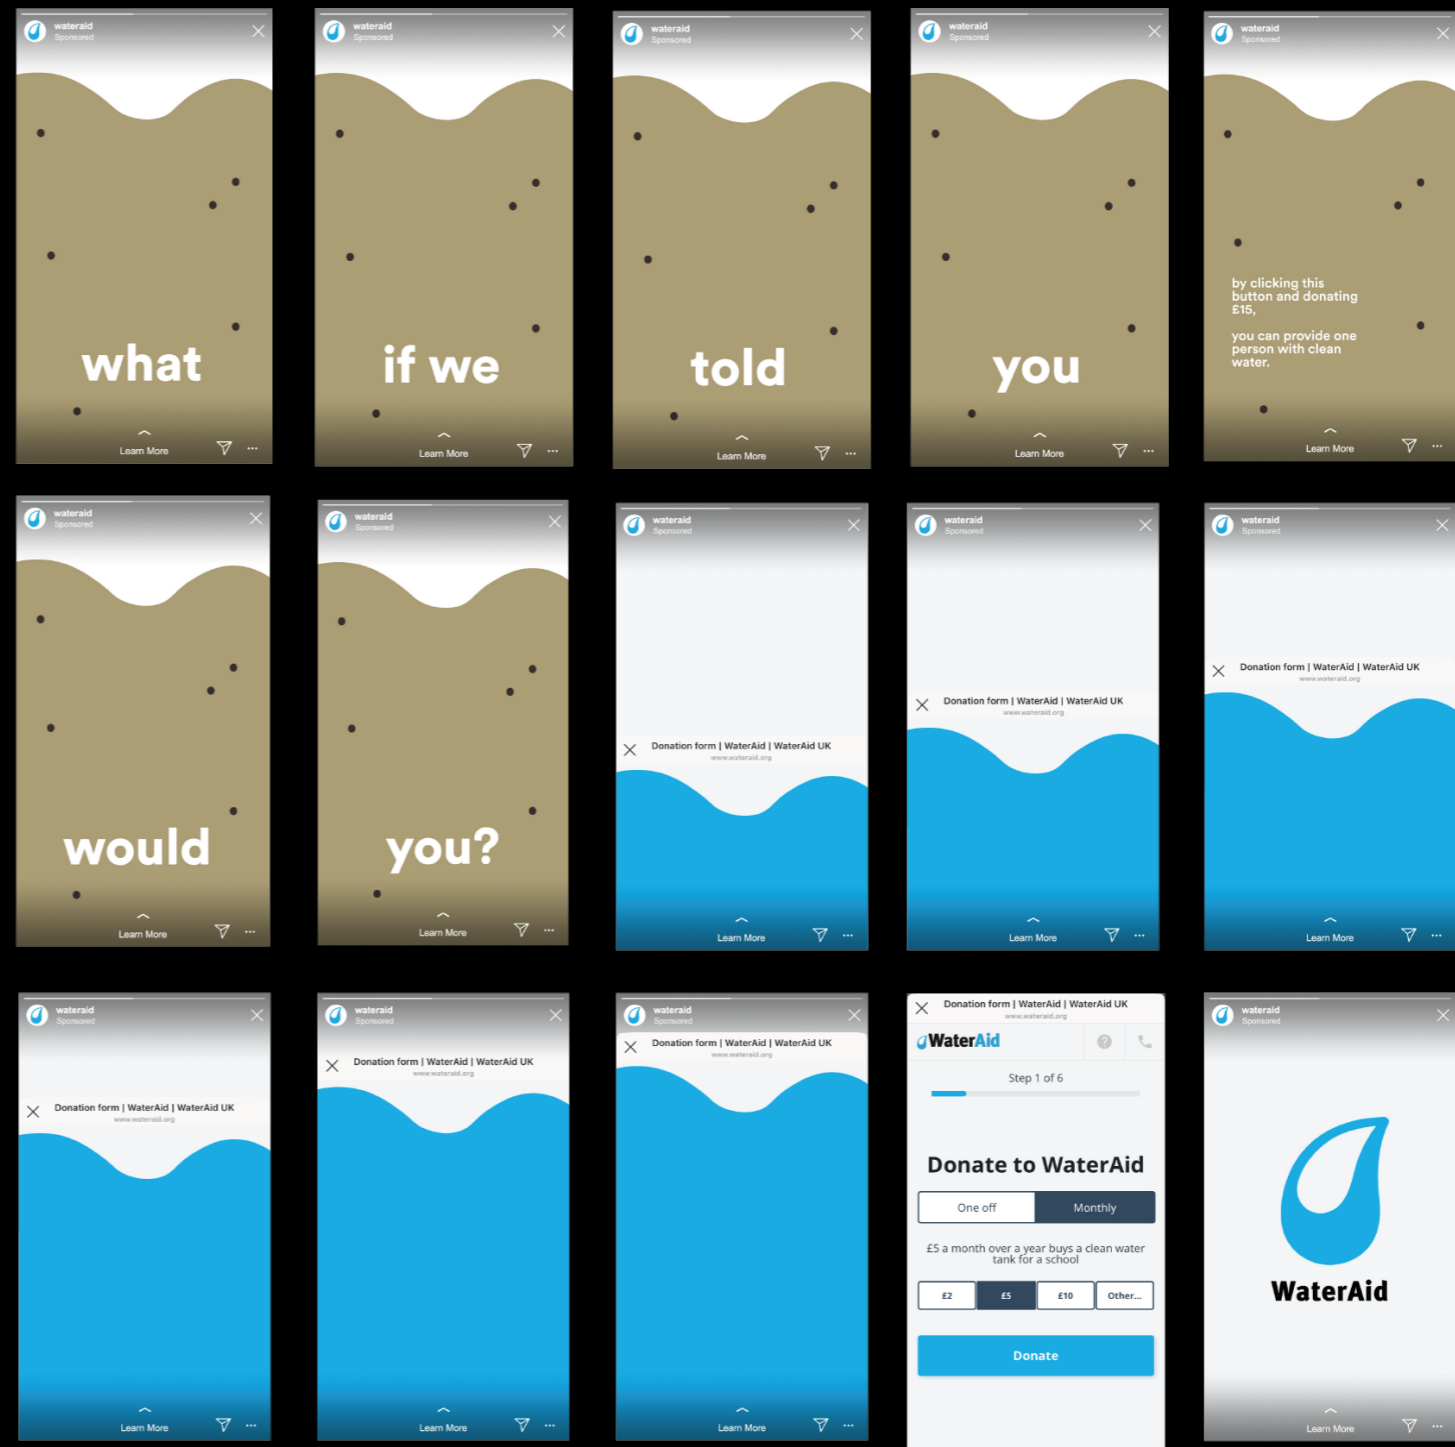 wateraid
Sponsored
what
Learn More
wateraid
Sponsored
if we
Learn More
wateraid
Sponsored
told
Learn More
wateraid
Sponsored
you
Learn More
wateraid
Sponsored
by clicking this
button and donating
£15,
you can provide one
person with clean
water.
Learn More
wateraid
Sponsored
would
Learn More
wateraid
Sponsored
you?
Learn More
wateraid
Sponsored
Donation form | WaterAid | WaterAid UK
www.wateraid.org
Learn More
wateraid
Sponsored
Donation form | WaterAid | WaterAid UK
www.wateraid.org
Learn More
wateraid
Sponsored
Donation form | WaterAid | WaterAid UK
www.wateraid.org
Learn More
wateraid
Sponsored
Donation form | WaterAid | WaterAid UK
www.wateraid.org
Learn More
wateraid
Sponsored
Donation form | WaterAid | WaterAid UK
www.wateraid.org
Learn More
wateraid
Sponsored
Donation form | WaterAid | WaterAid UK
www.wateraid.org
Learn More
Donation form | WaterAid | WaterAid UK
www.wateraid.org
WaterAid
Step 1 of 6
Donate to WaterAid
One off Monthly
£5 a month over a year buys a clean water
tank for a school
£2 £5 £10 Other...
Donate
wateraid
Sponsored
WaterAid
Learn More